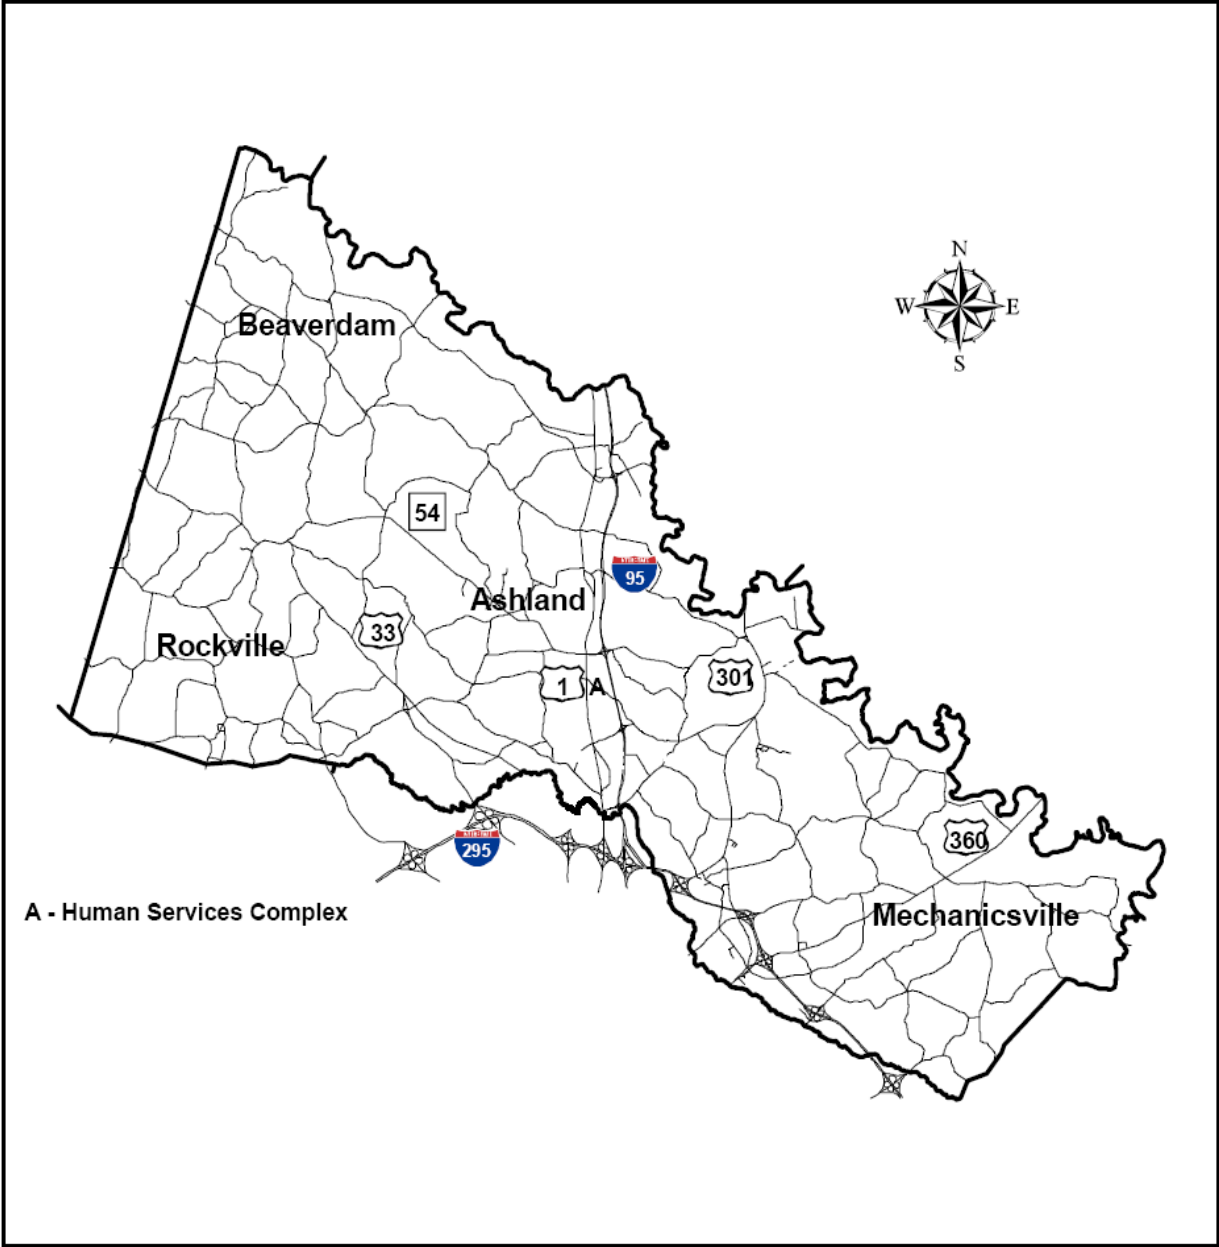 N
W E
S
Beaverdam
54
95
Ashland
33
Rockville
301
1 A
360
295
A - Human Services Complex
Mechanicsville